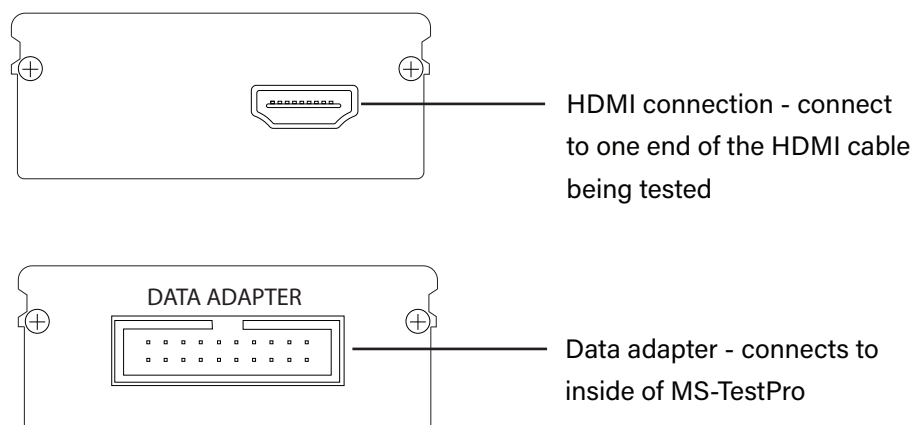 HDMI connection - connect
to one end of the HDMI cable
being tested
DATA ADAPTER
Data adapter - connects to
inside of MS-TestPro